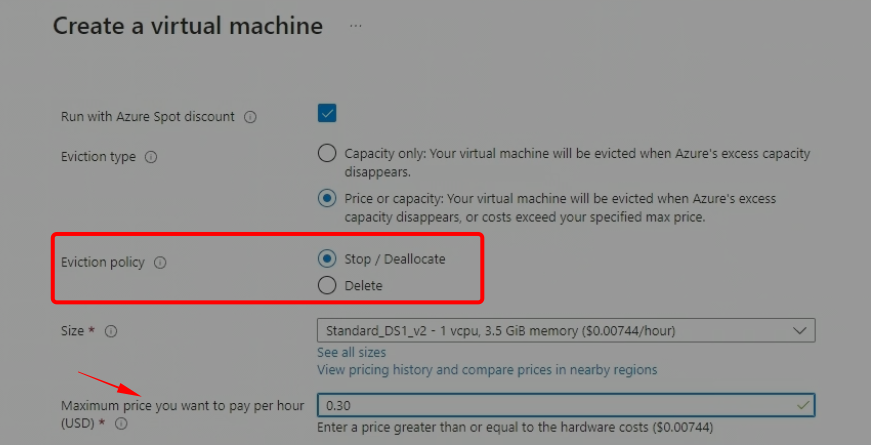 Create a virtual machine ...
Run with Azure Spot discount
Eviction type
Capacity only: Your virtual machine will be evicted when Azure's excess capacity
disappears.
Price or capacity: Your virtual machine will be evicted when Azure's excess
capacity disappears, or costs exceed your specified max price.
Eviction policy
Stop / Deallocate
Delete
Size *
Standard_DS1_v2 - 1 vcpu, 3.5 GiB memory ($0.00744/hour)
See all sizes
View pricing history and compare prices in nearby regions
Maximum price you want to pay per hour
(USD) *
0.30
Enter a price greater than or equal to the hardware costs ($0.00744)